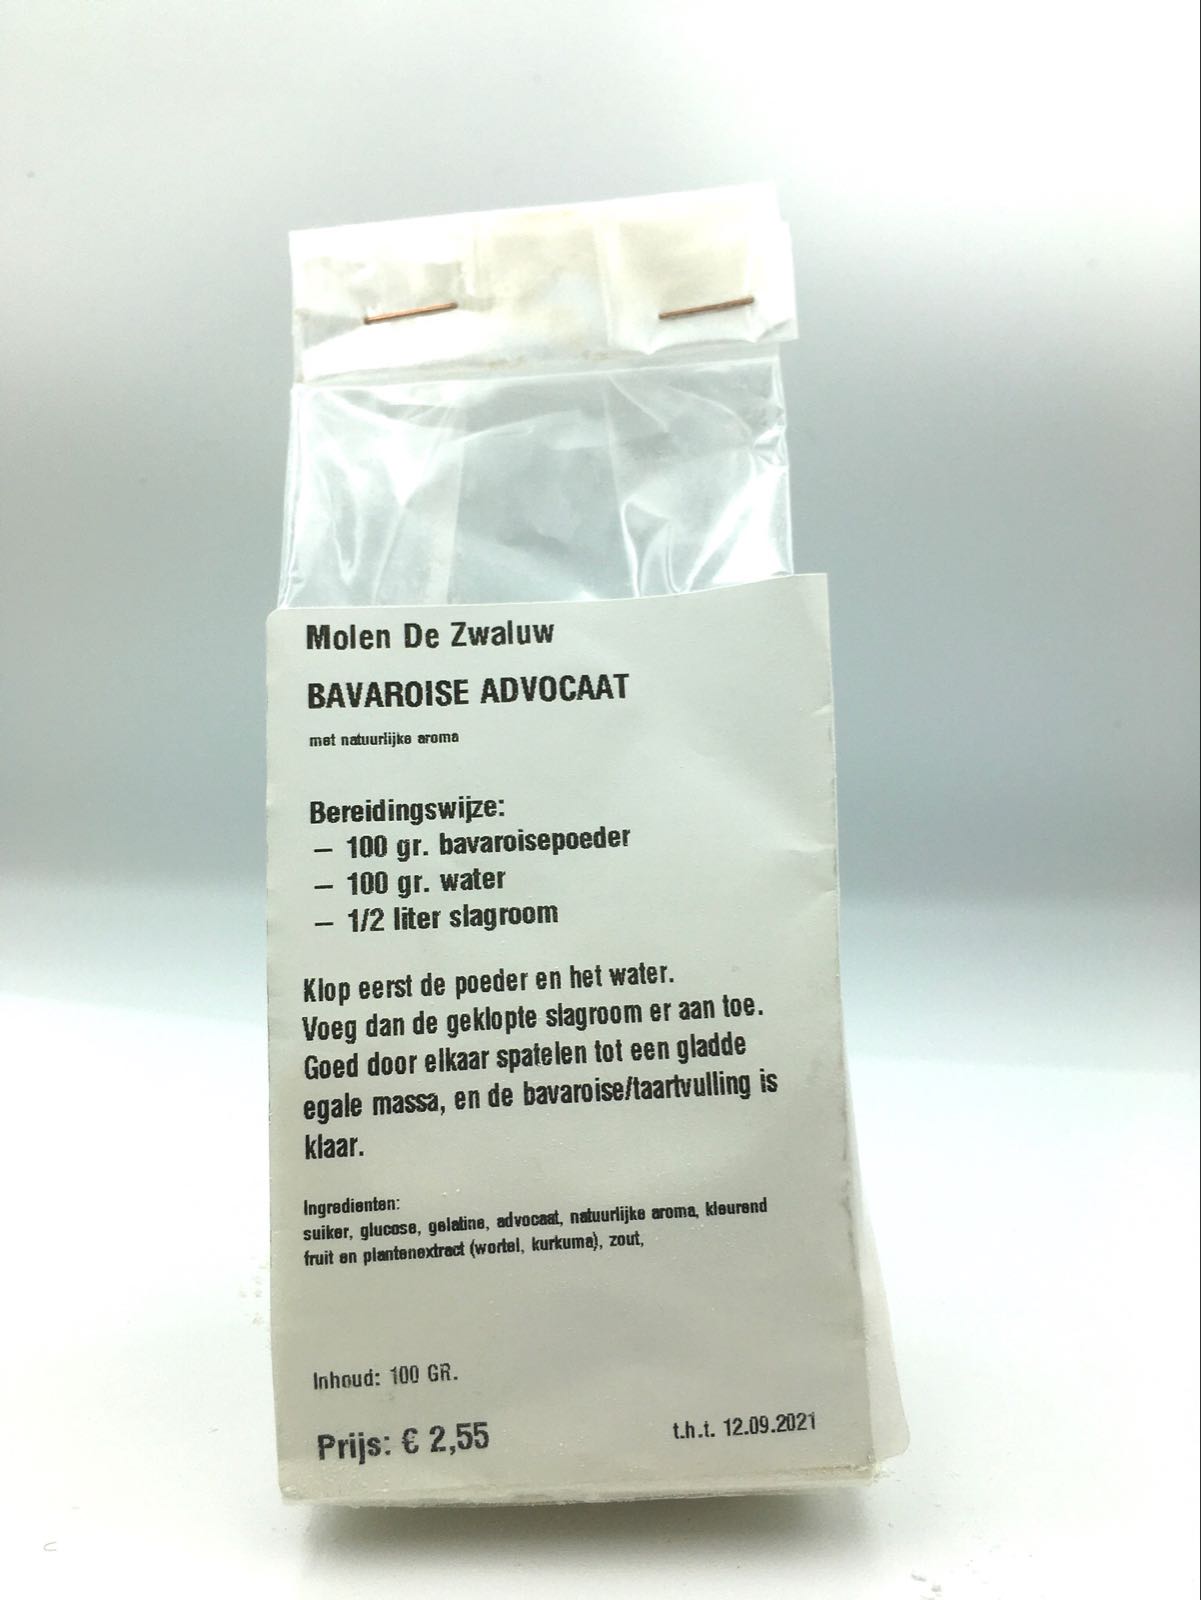 Molen De Zwaluw
BAVAROISE ADVOCAAT
met natuurlijke aroma
Bereidingswijze:
– 100 gr. bavaroisepoeder
– 100 gr. water
– 1/2 liter slagroom
Klop eerst de poeder en het water.
Voeg dan de geklopte slagroom er aan toe.
Goed door elkaar spatelen tot een gladde
egale massa, en de bavaroise/taartvulling is
klaar.
Ingredienten:
suiker, glucose, gelatine, advocaat, natuurlijke aroma, kleurend
fruit en plantenextract (wortel, kurkuma), zout,
Inhoud: 100 GR.
Prijs: € 2,55
t.h.t. 12.09.2021